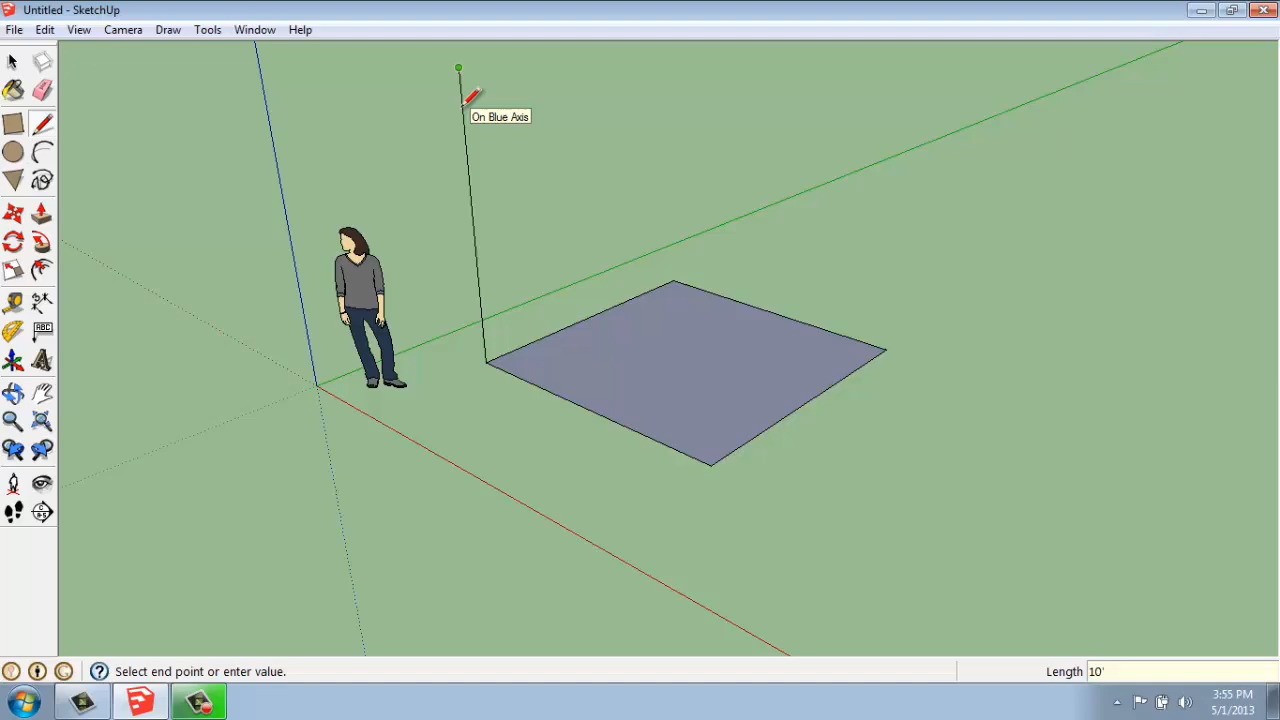 Untitled - SketchUp
File Edit View Camera Draw Tools Window Help
On Blue Axis
ABC
Select end point or enter value.
Length 10'
3:55 PM
5/1/2013